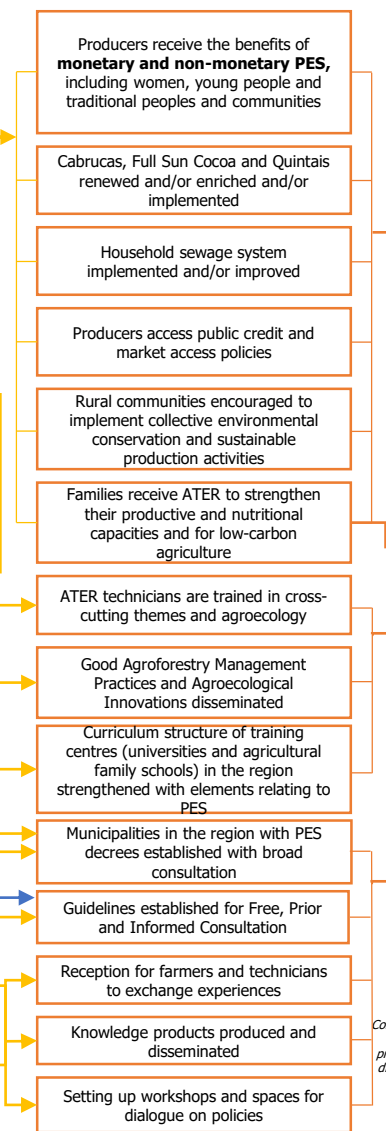 Producers receive the benefits of
monetary and non-monetary PES,
including women, young people and
traditional peoples and communities
Cabrucas, Full Sun Cocoa and Quintais
renewed and/or enriched and/or
implemented
Household sewage system
implemented and/or improved
Producers access public credit and
market access policies
Rural communities encouraged to
implement collective environmental
conservation and sustainable
production activities
Families receive ATER to strengthen
their productive and nutritional
capacities and for low-carbon
agriculture
ATER technicians are trained in cross-
cutting themes and agroecology
Good Agroforestry Management
Practices and Agroecological
Innovations disseminated
Curriculum structure of training
centres (universities and agricultural
family schools) in the region
strengthened with elements relating to
PES
Municipalities in the region with PES
decrees established with broad
consultation
Guidelines established for Free, Prior
and Informed Consultation
Reception for farmers and technicians
to exchange experiences
Knowledge products produced and
disseminated
Setting up workshops and spaces for
dialogue on policies